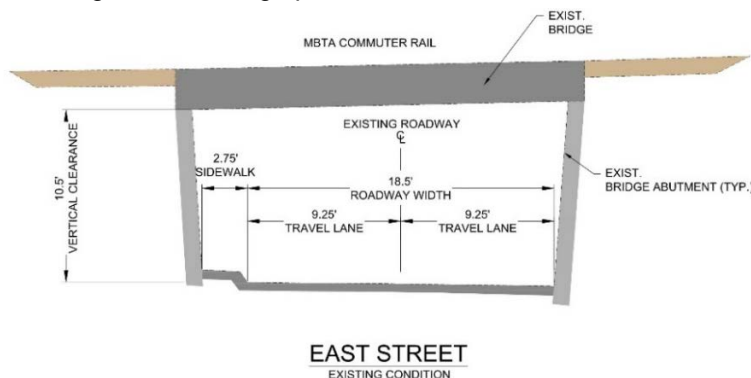 EXIST.
BRIDGE
MBTA COMMUTER RAIL
EXISTING ROADWAY
℄
2.75'
SIDEWALK
18.5'
ROADWAY WIDTH
EXIST.
BRIDGE ABUTMENT (TYP.)
10.5'
VERTICAL CLEARANCE
9.25'
TRAVEL LANE
9.25'
TRAVEL LANE
EAST STREET
EXISTING CONDITION